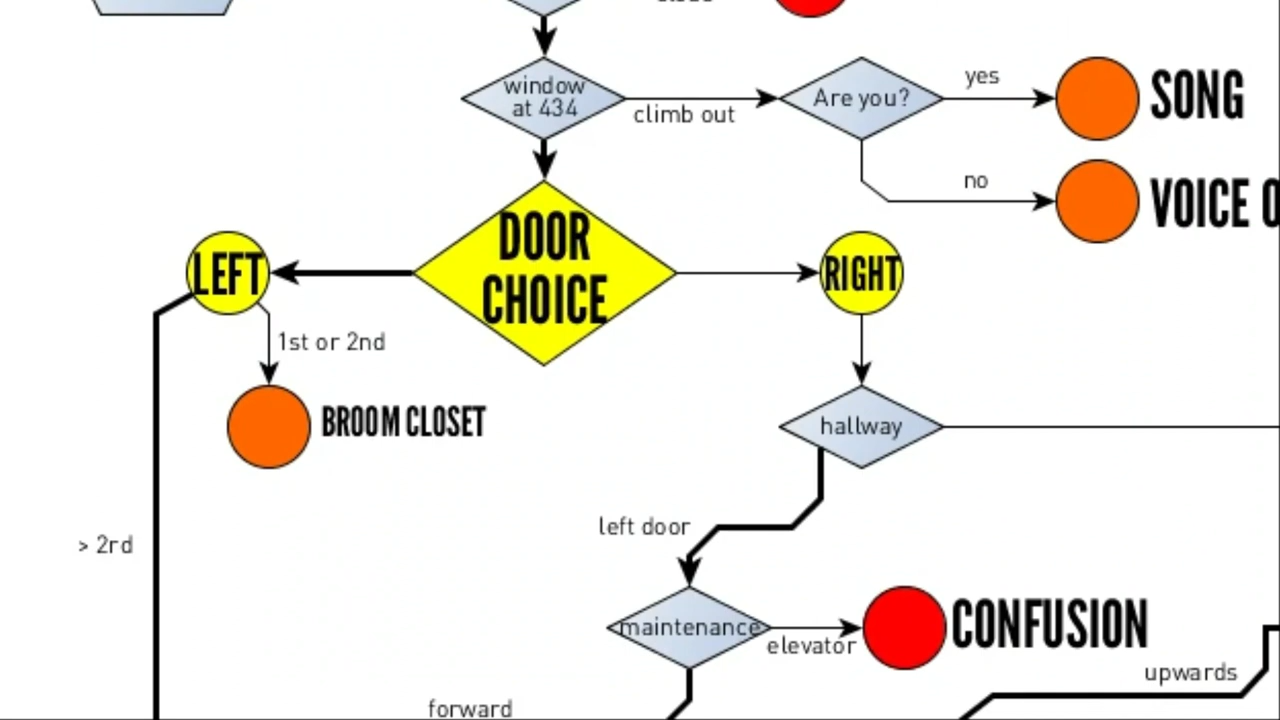 window
at 434
climb out
Are you?
yes
SONG
no
VOICE O
DOOR
CHOICE
LEFT
RIGHT
1st or 2nd
BROOM CLOSET
hallway
left door
> 2rd
maintenance
elevator
CONFUSION
upwards
forward